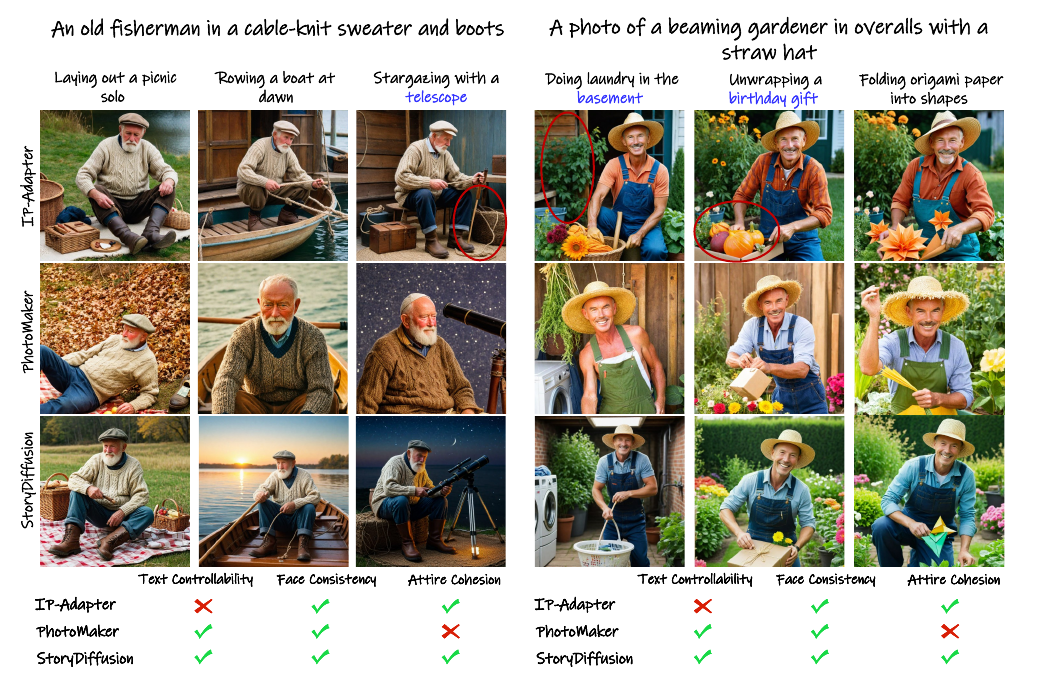 An old fisherman in a cable-knit sweater and boots
Laying out a picnic
solo
Rowing a boat at
dawn
Stargazing with a
telescope
A photo of a beaming gardener in overalls with a
straw hat
Doing laundry in the
basement
Unwrapping a
birthday gift
Folding origami paper
into shapes
IP-Adapter
PhotoMaker
StoryDiffusion
Text Controllability Face Consistency Attire Cohesion
IP-Adapter
PhotoMaker
StoryDiffusion
Text Controllability Face Consistency Attire Cohesion
IP-Adapter
PhotoMaker
StoryDiffusion